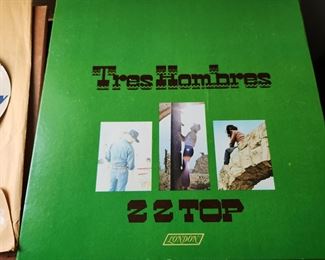 Tres Hombres
ZZ TOP
LONDON